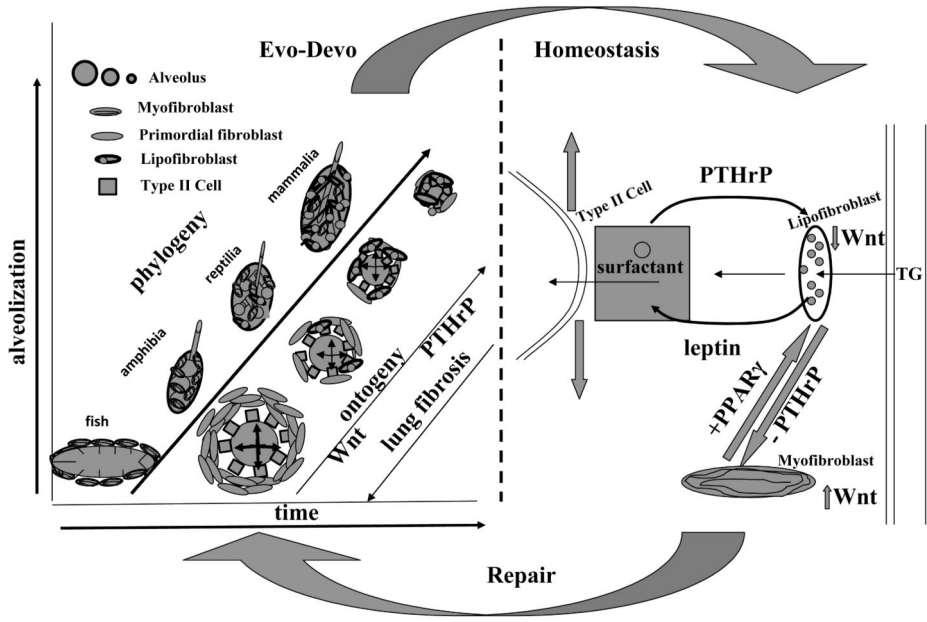 Evo-Devo
Homeostasis
Alveolus
Myofibroblast
Primordial fibroblast
Lipofibroblast
Type II Cell
alveolization
phylogeny
mammalia
reptilia
amphibia
fish
ontogeny
PTHrP
Wnt
lung fibrosis
time
Type II Cell
PTHrP
Lipofibroblast
Wnt
surfactant
TG
leptin
+PPARγ
- PTHrP
Myofibroblast
Wnt
Repair